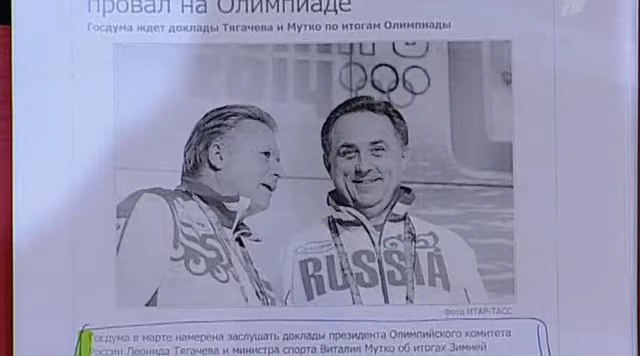 провал на Олимпиаде
Госдума ждет доклады Тягачева и Мутко по итогам Олимпиады
RUSSIA
Фото ИТАР-ТАСС
Госдума в марте намерена заслушать доклады президента Олимпийского комитета
России Леонида Тягачева и министра спорта Виталия Мутко об итогах Зимней